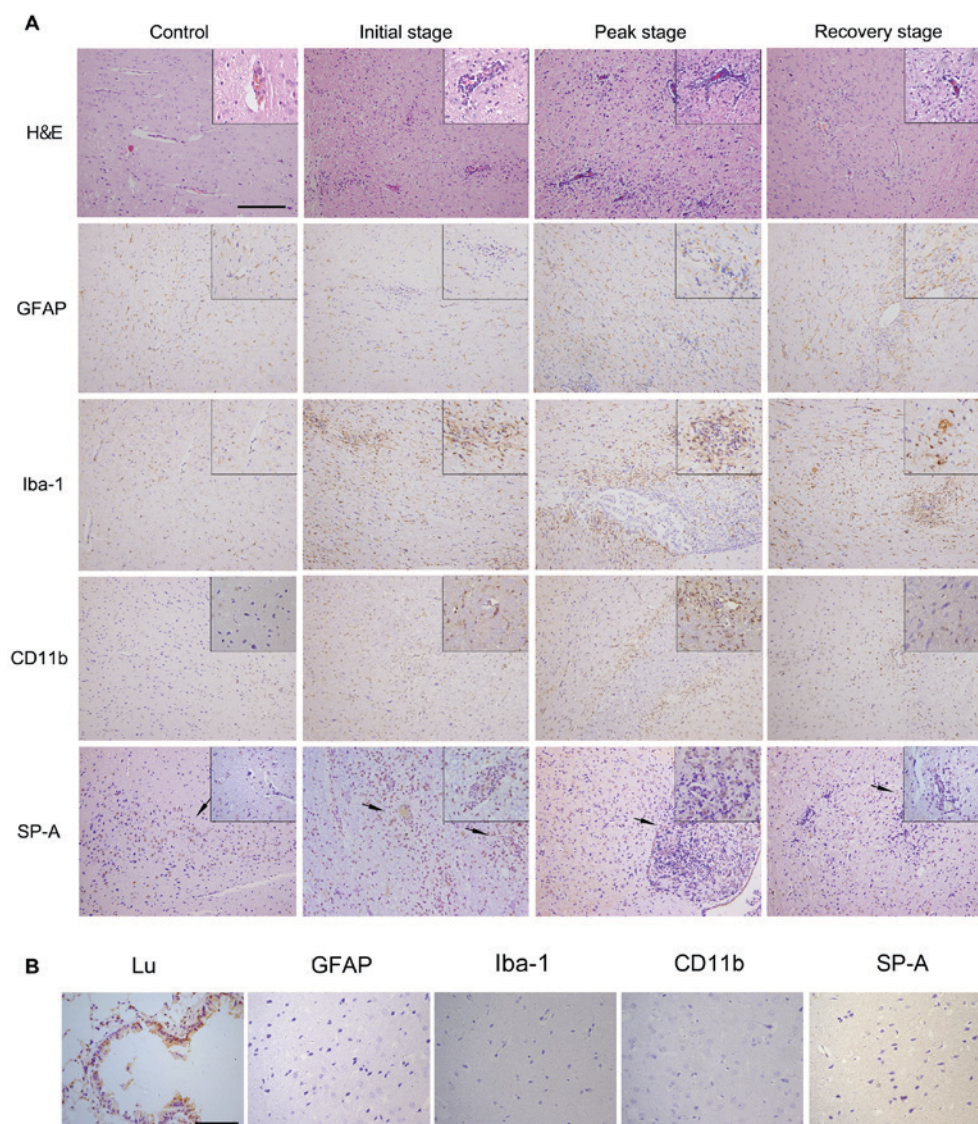 A
Control Initial stage Peak stage Recovery stage
H&E
GFAP
Iba-1
CD11b
SP-A
B
Lu GFAP Iba-1 CD11b SP-A